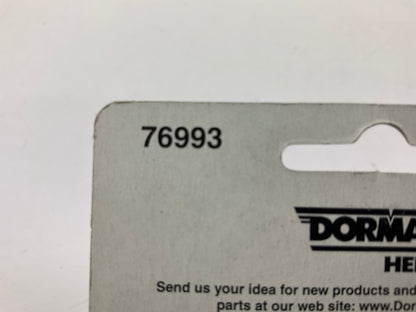 76993
DORMA
HE
Send us your idea for new products and
parts at our web site: www.Dor